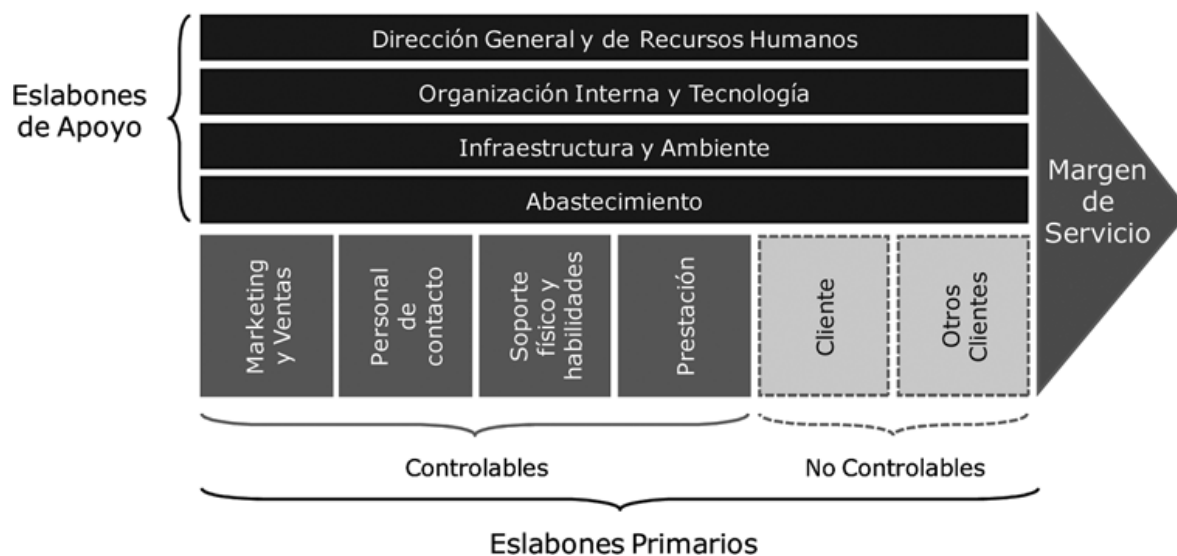 Eslabones
de Apoyo
Dirección General y de Recursos Humanos
Organización Interna y Tecnología
Infraestructura y Ambiente
Abastecimiento
Margen
de
Servicio
Marketing
y Ventas
Personal
de
contacto
Soporte
físico y
habilidades
Prestación
Cliente
Otros
Clientes
Controlables
No Controlables
Eslabones Primarios